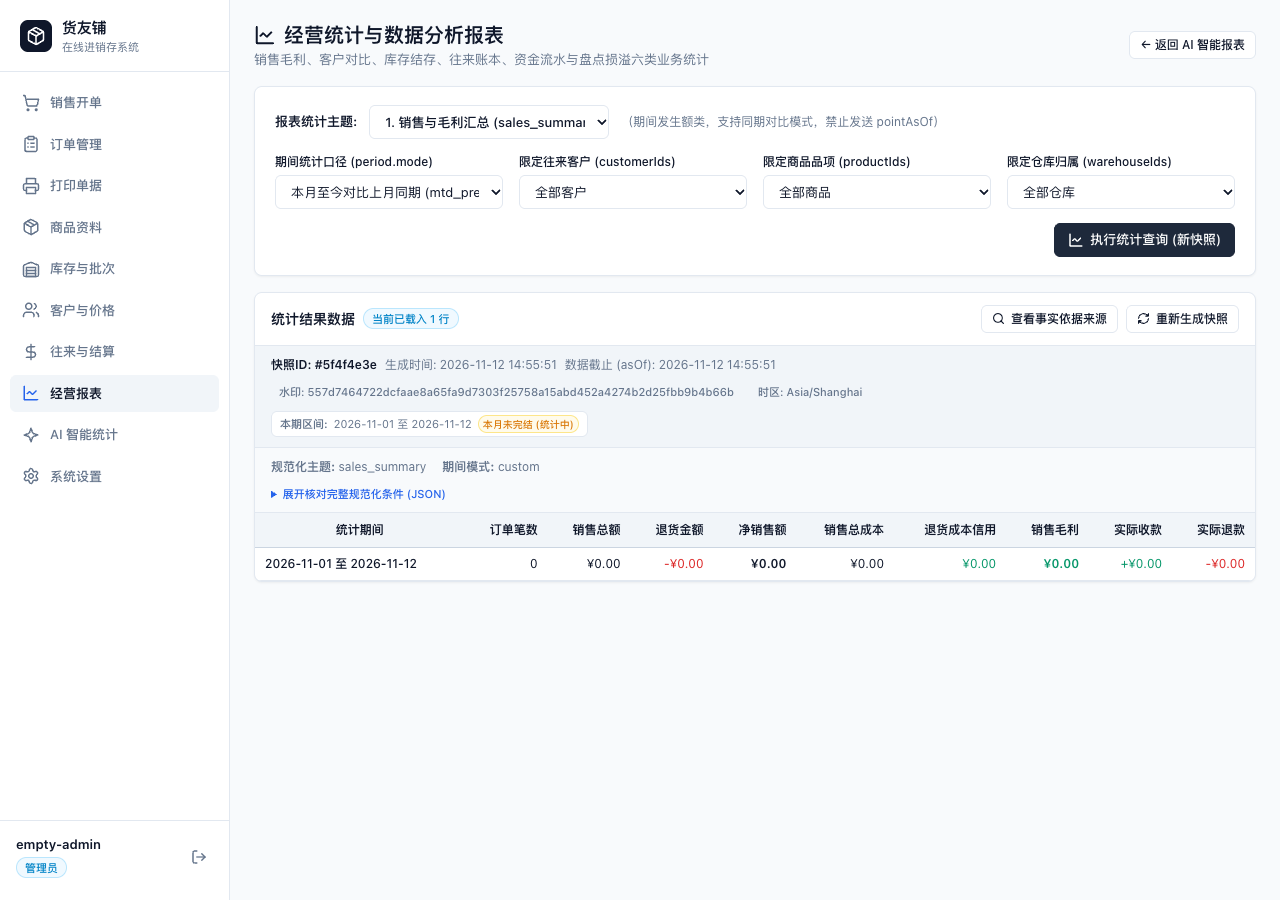 货友铺
在线进销存系统
销售开单
订单管理
打印单据
商品资料
库存与批次
客户与价格
往来与结算
经营报表
AI 智能统计
系统设置
empty-admin
管理员
经营统计与数据分析报表
销售毛利、客户对比、库存结存、往来账本、资金流水与盘点损溢六类业务统计
← 返回 AI 智能报表
报表统计主题: 1. 销售与毛利汇总 (sales_summar (期间发生额类，支持同期对比模式，禁止发送 pointAsOf)
期间统计口径 (period.mode) 限定往来客户 (customerIds) 限定商品品项 (productIds) 限定仓库归属 (warehouseIds)
本月至今对比上月同期 (mtd_pre 全部客户 全部商品 全部仓库
执行统计查询 (新快照)
统计结果数据 当前已载入 1 行 查看事实依据来源 重新生成快照
快照ID: #5f4f4e3e 生成时间: 2026-11-12 14:55:51 数据截止 (asOf): 2026-11-12 14:55:51
水印: 557d7464722dcfaae8a65fa9d7303f25758a15abd452a4274b2d25fbb9b4b66b 时区: Asia/Shanghai
本期区间: 2026-11-01 至 2026-11-12 本月未完结 (统计中)
规范化主题: sales_summary 期间模式: custom
展开核对完整规范化条件 (JSON)
统计期间 订单笔数 销售总额 退货金额 净销售额 销售总成本 退货成本信用 销售毛利 实际收款 实际退款
2026-11-01 至 2026-11-12 0 ¥0.00 -¥0.00 ¥0.00 ¥0.00 ¥0.00 ¥0.00 +¥0.00 -¥0.00